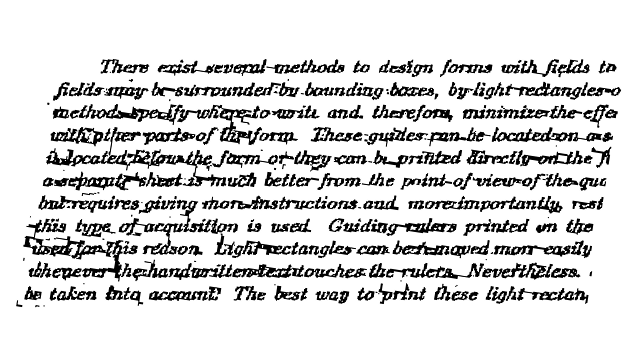 There exist several methods to design forms with fields to
fields may be surrounded by bounding boxes, by light rectangles o
methods specify where to write and, therefore, minimize the effe
with other parts of the form. These guides can be located on a s
is located below the form or they can be printed directly on the fi
a separate sheet is much better from the point of view of the qua
but requires giving more instructions and, more importantly, rest
this type of acquisition is used. Guiding rulers printed on the
used for this reason. Light rectangles can be removed more easily
whenever the handwritten text touches the rulers. Nevertheless,
be taken into account: The best way to print these light rectan